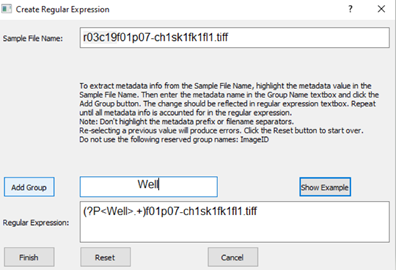 Create Regular Expression
Sample File Name: r03c19f01p07-ch1sk1fk1fl1.tiff
To extract metadata info from the Sample File Name, highlight the metadata value in the
Sample File Name. Then enter the metadata name in the Group Name textbox and click the
Add Group button. The change should be reflected in regular expression textbox. Repeat
until all metadata info is accounted for in the regular expression.
Note: Don't highlight the metadata prefix or filename separators.
Re-selecting a previous value will produce errors. Click the Reset button to start over.
Do not use the following reserved group names: ImageID
Add Group Well Show Example
Regular Expression: (?P<Well>.+)f01p07-ch1sk1fk1fl1.tiff
Finish Reset Cancel